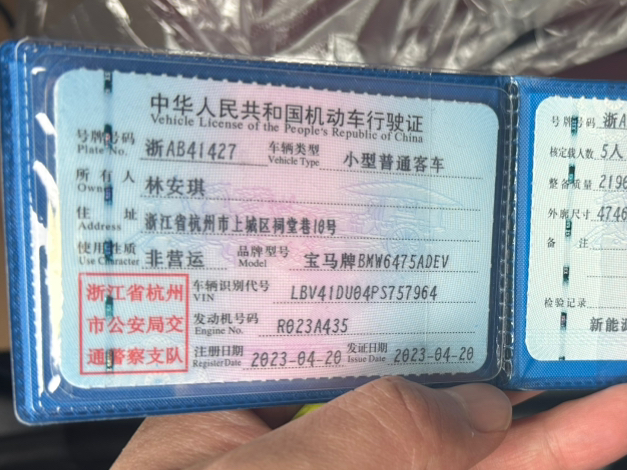 中华人民共和国机动车行驶证
Vehicle License of the People's Republic of China
号牌号码 浙AB41427 车辆类型 小型普通客车
Plate No. Vehicle Type
所有人 林安琪
Owner
住址 浙江省杭州市上城区祠堂巷18号
Address
使用性质 非营运 品牌型号 宝马牌BMW6475ADEV
Use Character Model
浙江省杭州
市公安局交
通警察支队
车辆识别代号 LBV41DU04PS757964
VIN
发动机号码 R023A435
Engine No.
注册日期 2023-04-20 发证日期 2023-04-20
Register Date Issue Date
号牌号码 浙A
核定载人数 5人
整备质量 2196
外廓尺寸 4746
备注
检验记录
新能源